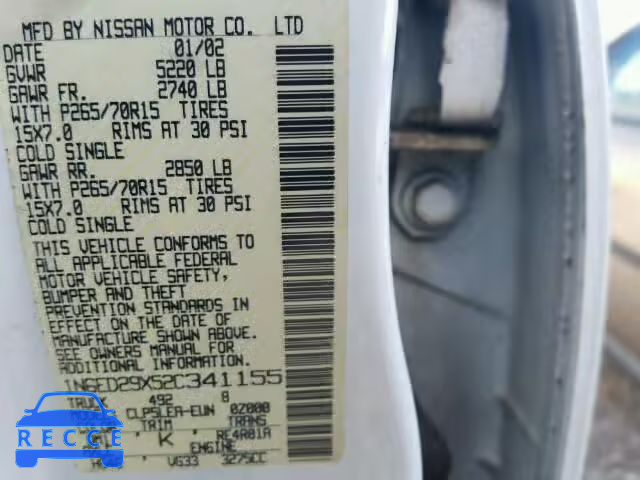 MFD BY NISSAN MOTOR CO. LTD
DATE 01/02
GVWR 5220 LB
GAWR FR. 2740 LB
WITH P265/70R15 TIRES
15X7.0 RIMS AT 30 PSI
COLD SINGLE
GAWR RR. 2850 LB
WITH P265/70R15 TIRES
15X7.0 RIMS AT 30 PSI
COLD SINGLE
THIS VEHICLE CONFORMS TO
ALL APPLICABLE FEDERAL
MOTOR VEHICLE SAFETY,
BUMPER AND THEFT
PREVENTION STANDARDS IN
EFFECT ON THE DATE OF
MANUFACTURE SHOWN ABOVE.
SEE OWNERS MANUAL FOR
ADDITIONAL INFORMATION.
1N6ED29X52C341155
TRUCK 492 8
CLPSLEA-EUN 0Z000
TRIM TRANS
K RE4R01A
ENGINE
VG33 3275CC
RECCE